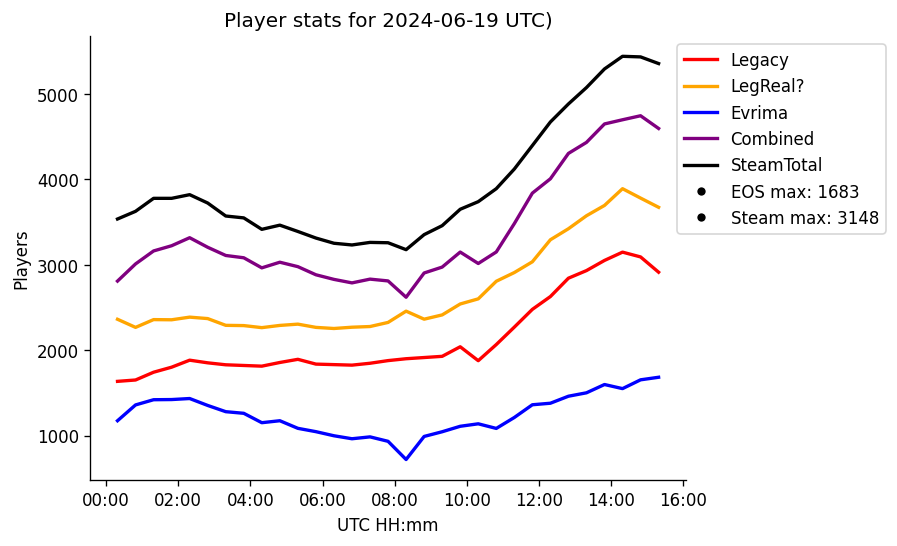 Player stats for 2024-06-19 UTC)
Players
5000
4000
3000
2000
1000
00:00 02:00 04:00 06:00 08:00 10:00 12:00 14:00 16:00
UTC HH:mm
Legacy
LegReal?
Evrima
Combined
SteamTotal
EOS max: 1683
Steam max: 3148